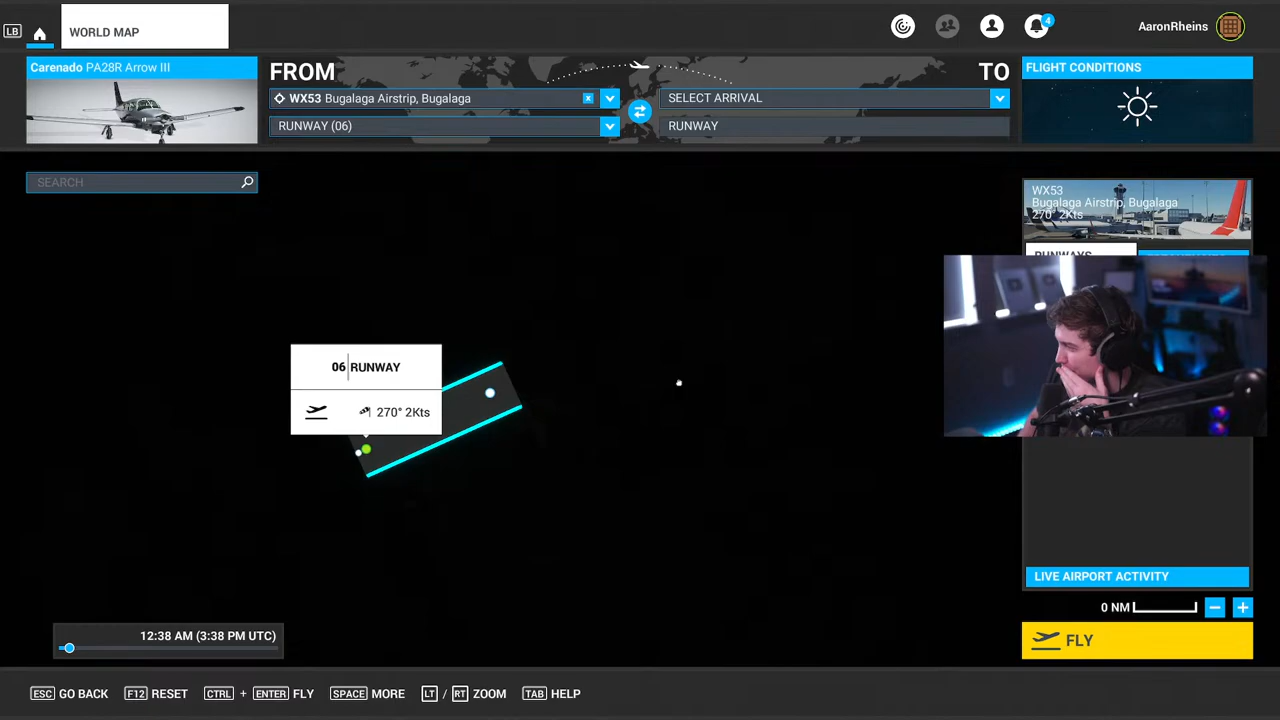 LB
WORLD MAP
4
AaronRheins
Carenado PA28R Arrow III
FROM
TO
WX53 Bugalaga Airstrip, Bugalaga
x
SELECT ARRIVAL
RUNWAY (06)
RUNWAY
FLIGHT CONDITIONS
SEARCH
WX53
Bugalaga Airstrip, Bugalaga
270° 2Kts
RUNWAYS
06 RUNWAY
270° 2Kts
LIVE AIRPORT ACTIVITY
0 NM
12:38 AM (3:38 PM UTC)
FLY
ESC GO BACK
F12 RESET
CTRL + ENTER FLY
SPACE MORE
LT / RT ZOOM
TAB HELP